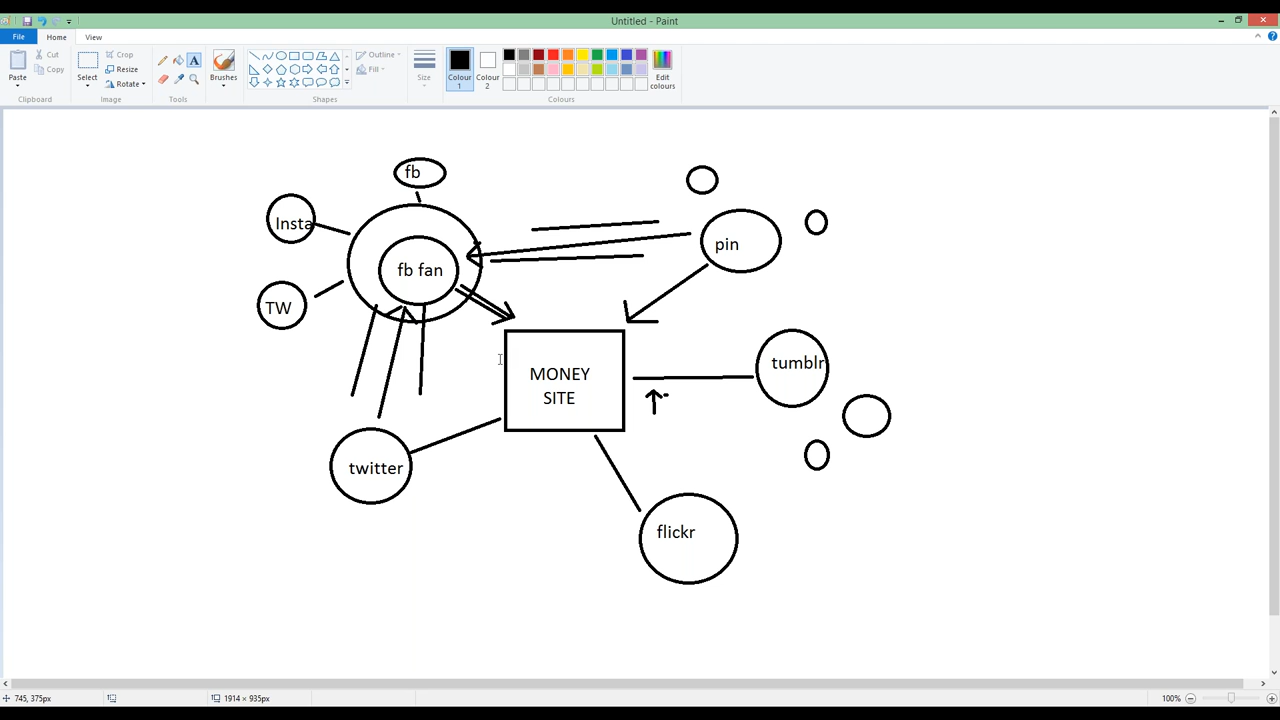 Untitled - Paint
File
Home
View
Paste
Cut
Copy
Clipboard
Select
Crop
Resize
Rotate
Image
A
Tools
Brushes
Outline
Fill
Shapes
Size
Colour
1
Colour
2
Edit
colours
Colours
fb
Insta
fb fan
TW
pin
MONEY
SITE
tumblr
twitter
flickr
745, 375px
1914 × 935px
100%